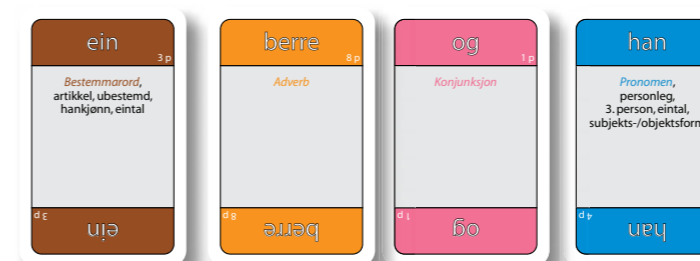 ein
3 p
Bestemmarord,
artikkel, ubestemd,
hankjønn, eintal
3 p
ein
berre
8 p
Adverb
8 p
berre
og
1 p
Konjunksjon
1 p
og
han
Pronomen,
personleg,
3. person, eintal,
subjekts-/objektsform
4 p
han